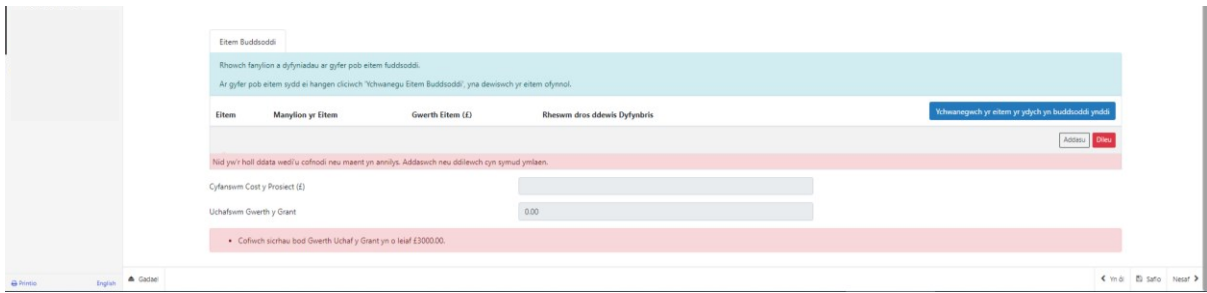 Eitem Buddsoddi
Rhowch fanylion a dyfyniadau ar gyfer pob eitem fuddsoddi.
Ar gyfer pob eitem sydd ei hangen cliciwch 'Ychwanegu Eitem Buddsoddi', yna dewiswch yr eitem ofynnol.
Eitem Manylion yr Eitem Gwerth Eitem (£) Rheswm dros ddewis Dyfynbris Ychwanegwch yr eitem yr ydych yn buddsoddi ynddi
Addasu Dileu
Nid yw'r holl ddata wedi'u cofnodi neu maent yn annilys. Addaswch neu ddilewch cyn symud ymlaen.
Cyfanswm Cost y Prosiect (£)
Uchafswm Gwerth y Grant 0.00
• Cofiwch sicrhau bod Gwerth Uchaf y Grant yn o leiaf £3000.00.
Printio English Gadael Yn ôl Safio Nesaf